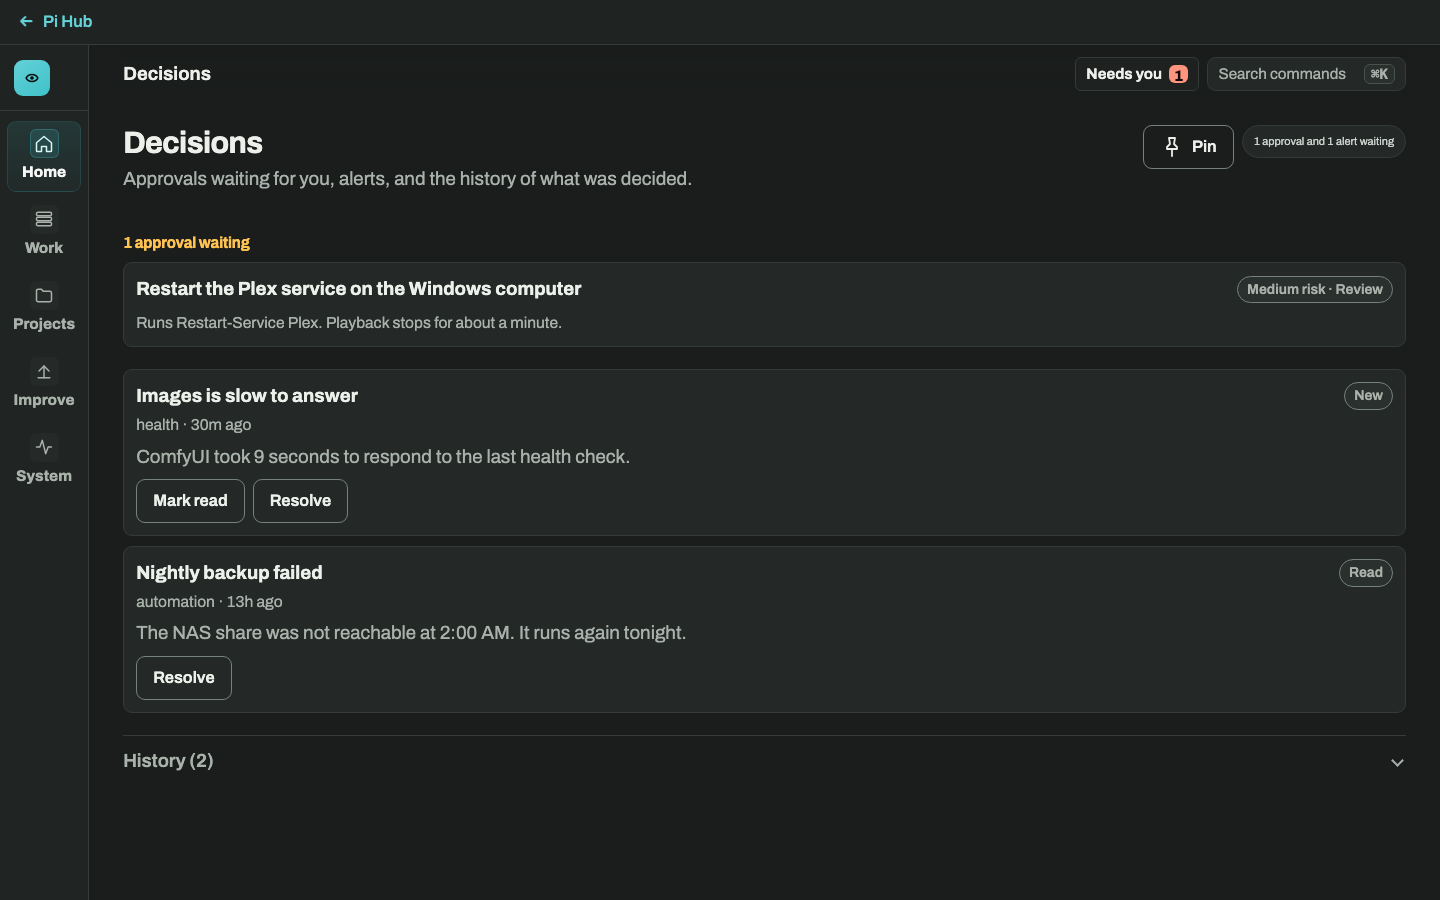 Pi Hub
Decisions
Needs you 1
Search commands ⌘K
Home
Work
Projects
Improve
System
Decisions
Approvals waiting for you, alerts, and the history of what was decided.
Pin
1 approval and 1 alert waiting
1 approval waiting
Restart the Plex service on the Windows computer
Medium risk · Review
Runs Restart-Service Plex. Playback stops for about a minute.
Images is slow to answer
New
health · 30m ago
ComfyUI took 9 seconds to respond to the last health check.
Mark read
Resolve
Nightly backup failed
Read
automation · 13h ago
The NAS share was not reachable at 2:00 AM. It runs again tonight.
Resolve
History (2)